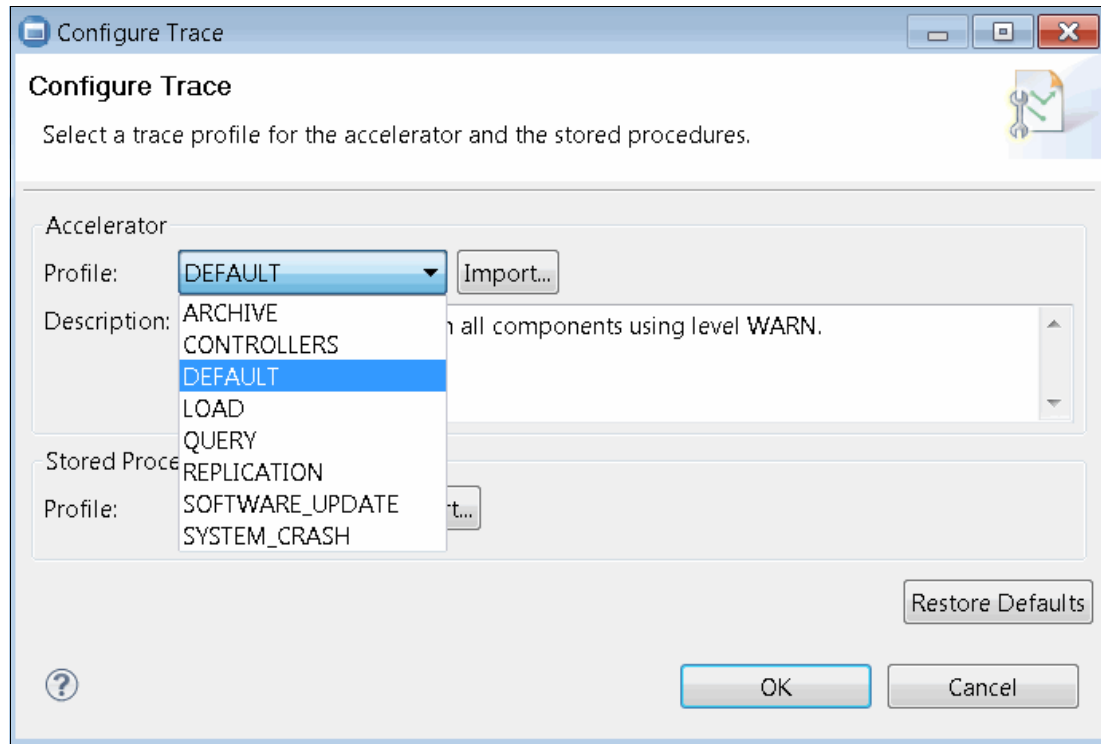 Configure Trace
Configure Trace
Select a trace profile for the accelerator and the stored procedures.
Accelerator
Profile: DEFAULT Import...
Description: all components using level WARN.
ARCHIVE
CONTROLLERS
DEFAULT
LOAD
QUERY
REPLICATION
SOFTWARE_UPDATE
SYSTEM_CRASH
Stored Proce
Profile: t...
Restore Defaults
? OK Cancel